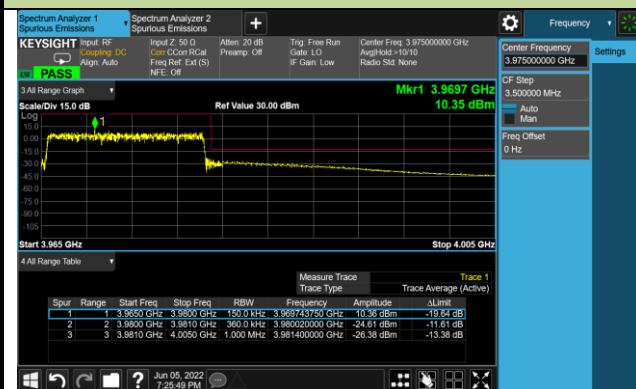 Spectrum Analyzer 1
Spurious Emissions
Spectrum Analyzer 2
Spurious Emissions
+
Frequency
KEYSIGHT
Input: RF
Coupling: DC
Align: Auto
Input Z: 50 Ω
Corr CCorr RCal
Freq Ref: Ext (S)
NFE: Off
Atten: 20 dB
Preamp: Off
Trig: Free Run
Gate: LO
IF Gain: Low
Center Freq: 3.975000000 GHz
Avg|Hold:>10/10
Radio Std: None
PASS
Center Frequency
3.975000000 GHz
Settings
CF Step
3.500000 MHz
Auto
Man
Freq Offset
0 Hz
3 All Range Graph
Mkr1 3.9697 GHz
Scale/Div 15.0 dB
Ref Value 30.00 dBm
10.35 dBm
Log
15.0
0.00
-15.0
-30.0
-45.0
-60.0
-75.0
-90.0
-105
1
Start 3.965 GHz
Stop 4.005 GHz
4 All Range Table
Measure Trace Trace 1
Trace Type Trace Average (Active)
Spur Range Start Freq Stop Freq RBW Frequency Amplitude ΔLimit
1 1 3.9650 GHz 3.9800 GHz 150.0 kHz 3.969743750 GHz 10.36 dBm -19.64 dB
2 2 3.9800 GHz 3.9810 GHz 360.0 kHz 3.980020000 GHz -24.61 dBm -11.61 dB
3 3 3.9810 GHz 4.0050 GHz 1.000 MHz 3.981400000 GHz -26.38 dBm -13.38 dB
?
Jun 05, 2022
7:25:49 PM